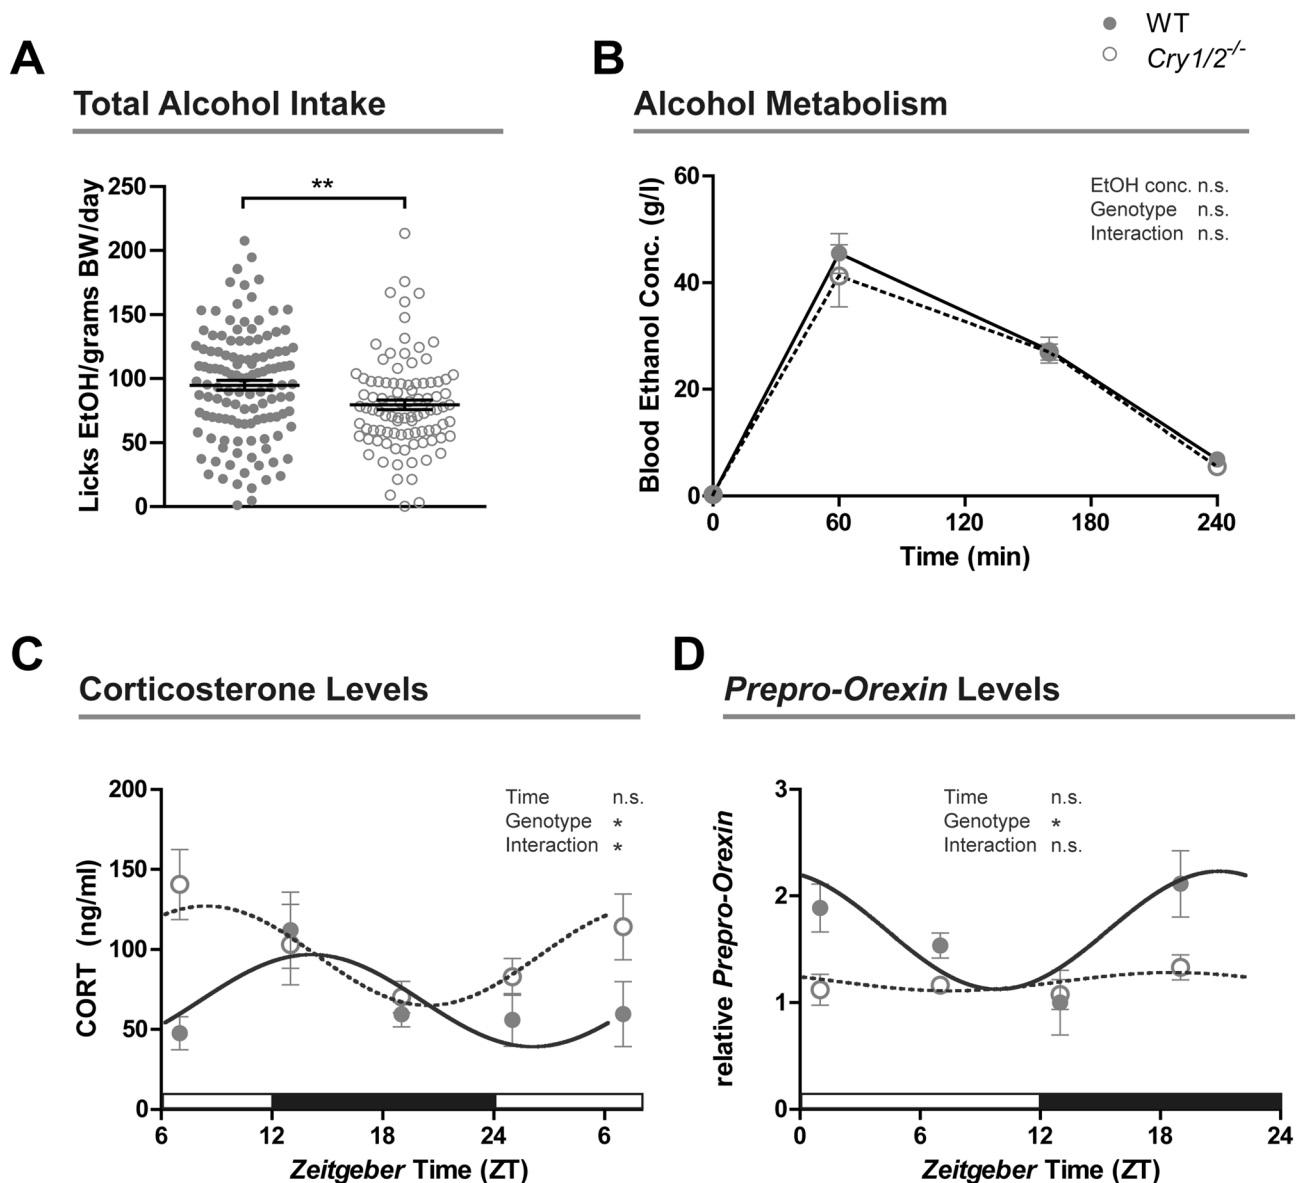 WT
Cry1/2-/-
A
Total Alcohol Intake
Licks EtOH/grams BW/day
250
200
150
100
50
0
**
B
Alcohol Metabolism
Blood Ethanol Conc. (g/l)
60
40
20
0
EtOH conc. n.s.
Genotype n.s.
Interaction n.s.
0 60 120 180 240
Time (min)
C
Corticosterone Levels
CORT (ng/ml)
200
150
100
50
0
Time n.s.
Genotype *
Interaction *
6 12 18 24 6
Zeitgeber Time (ZT)
D
Prepro-Orexin Levels
relative Prepro-Orexin
3
2
1
0
Time n.s.
Genotype *
Interaction n.s.
0 6 12 18 24
Zeitgeber Time (ZT)